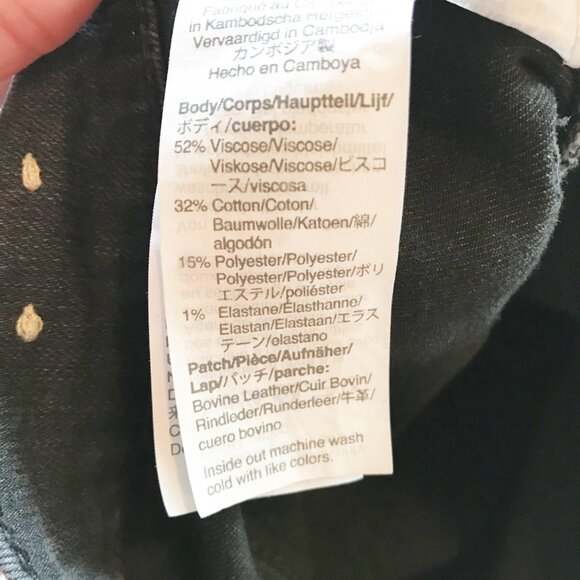 Fabriqué au
in Kambodscha Hergestellt
Vervaardigd in Cambodja
カンボジア製
Hecho en Camboya
Body/Corps/Hauptteil/Lijf/
ボディ/cuerpo:
52% Viscose/Viscose/
Viskose/Viscose/ビスコ
ース/viscosa
32% Cotton/Coton/
Baumwolle/Katoen/綿/
algodón
15% Polyester/Polyester/
Polyester/Polyester/ポリ
エステル/poliéster
1% Elastane/Élasthanne/
Elastan/Elastaan/エラス
テーン/elastano
Patch/Pièce/Aufnäher/
Lap/パッチ/parche:
Bovine Leather/Cuir Bovin/
Rindleder/Runderleer/牛革/
cuero bovino
Inside out machine wash
cold with like colors.